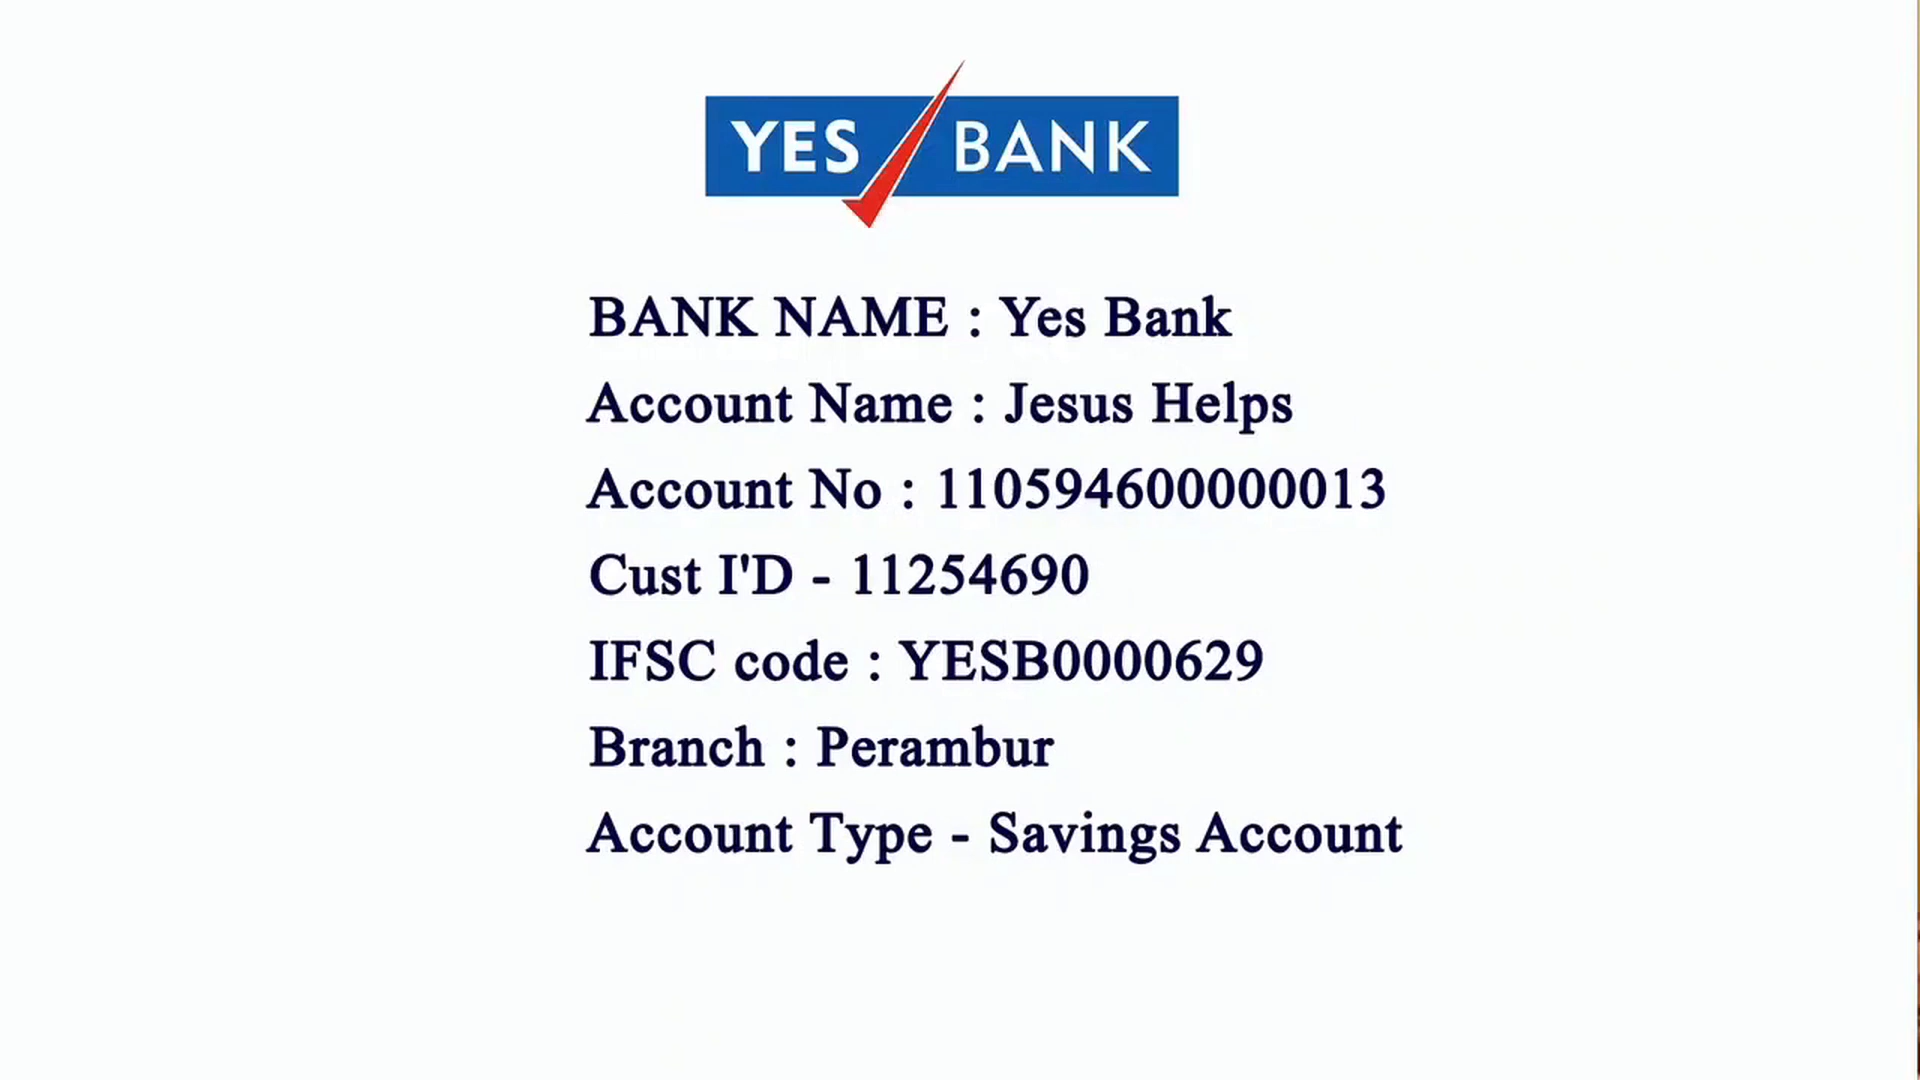 YES BANK
BANK NAME : Yes Bank
Account Name : Jesus Helps
Account No : 110594600000013
Cust I'D - 11254690
IFSC code : YESB0000629
Branch : Perambur
Account Type - Savings Account